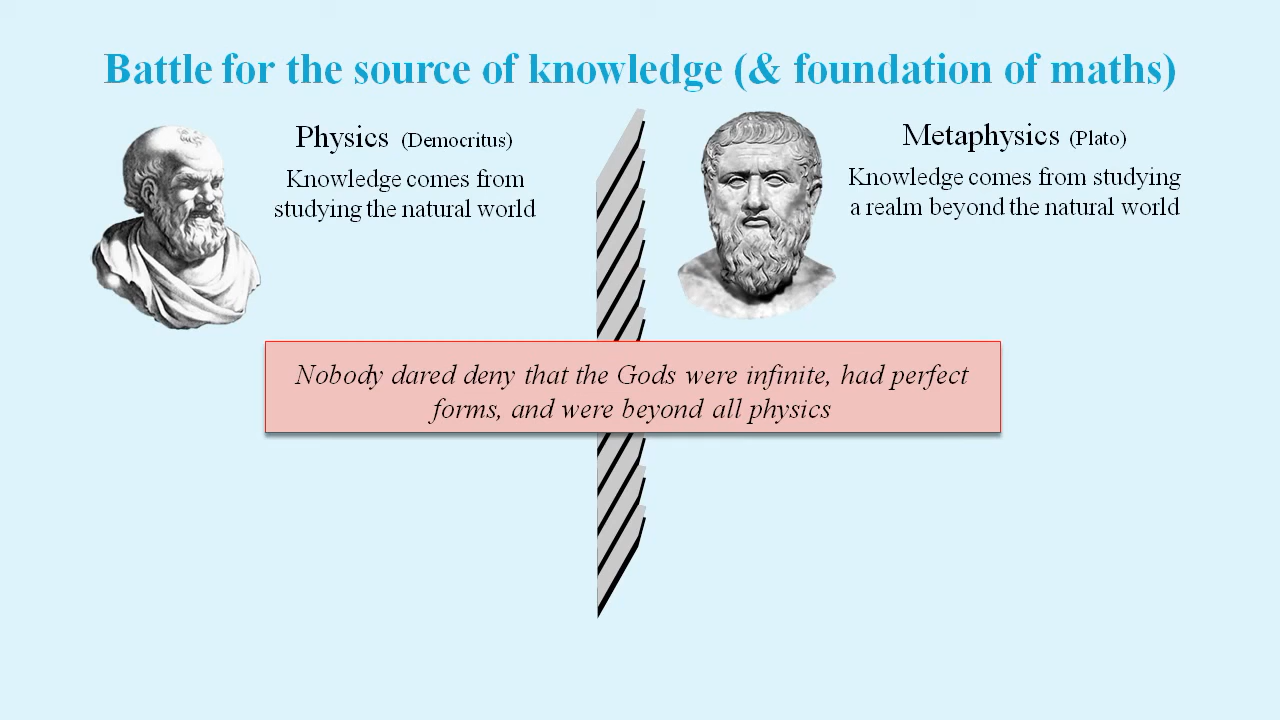 Battle for the source of knowledge (& foundation of maths)
Physics (Democritus)
Knowledge comes from
studying the natural world
Metaphysics (Plato)
Knowledge comes from studying
a realm beyond the natural world
Nobody dared deny that the Gods were infinite, had perfect
forms, and were beyond all physics